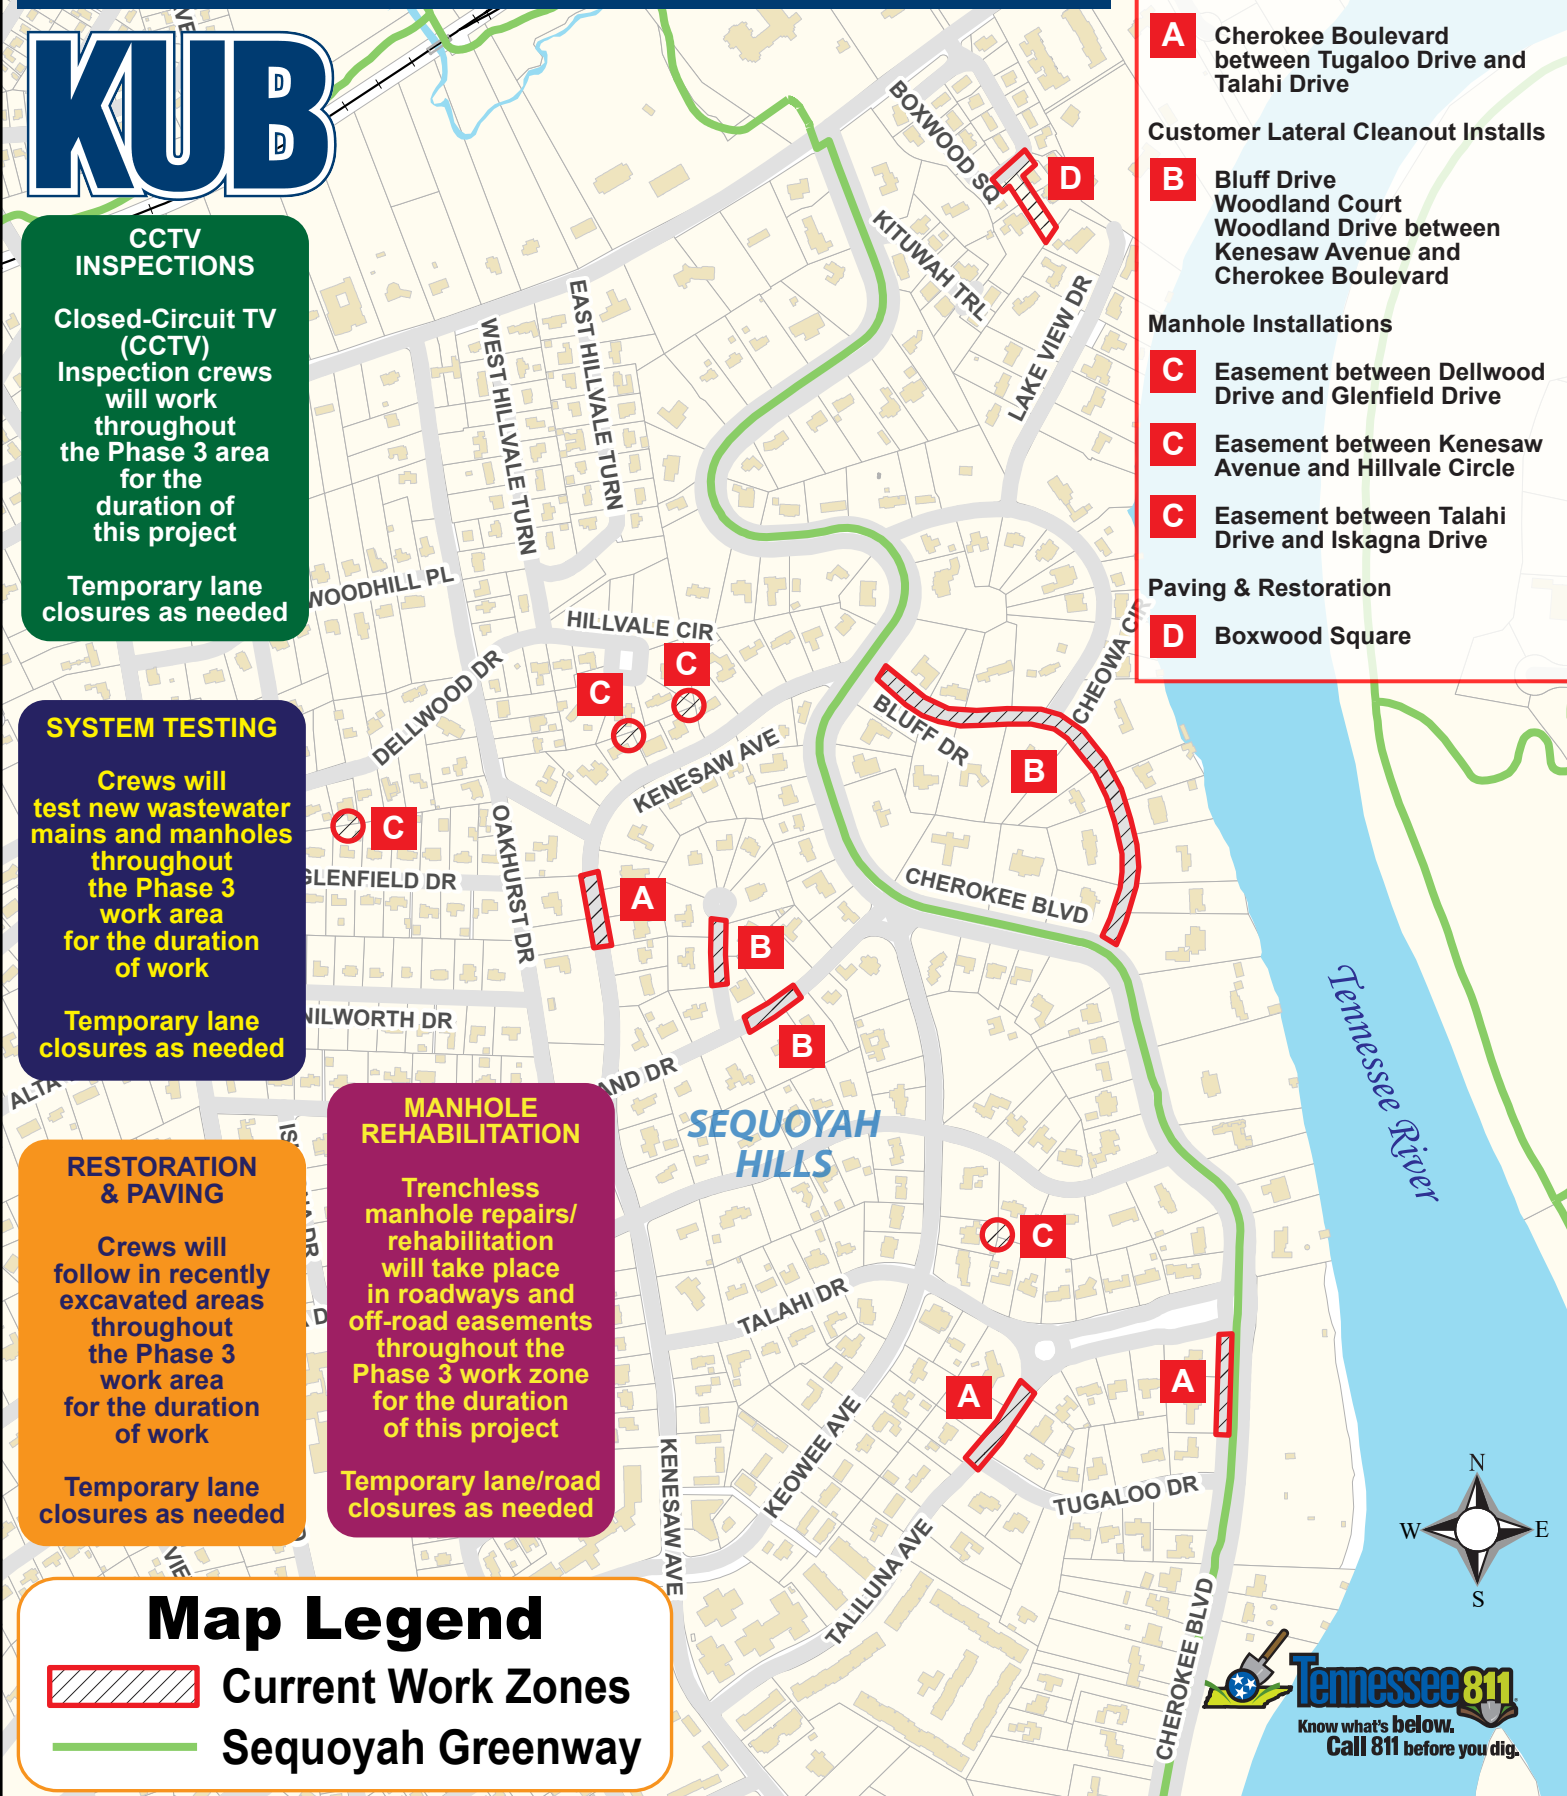 KUB
CCTV
INSPECTIONS
Closed-Circuit TV
(CCTV)
Inspection crews
will work
throughout
the Phase 3 area
for the
duration of
this project
Temporary lane
closures as needed
SYSTEM TESTING
Crews will
test new wastewater
mains and manholes
throughout
the Phase 3
work area
for the duration
of work
Temporary lane
closures as needed
RESTORATION
& PAVING
Crews will
follow in recently
excavated areas
throughout
the Phase 3
work area
for the duration
of work
Temporary lane
closures as needed
MANHOLE
REHABILITATION
Trenchless
manhole repairs/
rehabilitation
will take place
in roadways and
off-road easements
throughout the
Phase 3 work zone
for the duration
of this project
Temporary lane/road
closures as needed
Map Legend
Current Work Zones
Sequoyah Greenway
A Cherokee Boulevard
between Tugaloo Drive and
Talahi Drive
Customer Lateral Cleanout Installs
B Bluff Drive
Woodland Court
Woodland Drive between
Kenesaw Avenue and
Cherokee Boulevard
Manhole Installations
C Easement between Dellwood
Drive and Glenfield Drive
C Easement between Kenesaw
Avenue and Hillvale Circle
C Easement between Talahi
Drive and Iskagna Drive
Paving & Restoration
D Boxwood Square
BOXWOOD SQ
D
KITUWAH TRL
LAKE VIEW DR
EAST HILLVALE TURN
WEST HILLVALE TURN
WOODHILL PL
HILLVALE CIR
C
C
DELLWOOD DR
CHEOWA CIR
BLUFF DR
B
KENESAW AVE
C
OAKHURST DR
GLENFIELD DR
A
CHEROKEE BLVD
B
B
NILWORTH DR
AND DR
ALTA
SEQUOYAH
HILLS
Tennessee River
C
TALAHI DR
A
A
KEOWEE AVE
TUGALOO DR
KENESAW AVE
TALILUNA AVE
CHEROKEE BLVD
VIE
N
W
E
S
Tennessee 811
Know what's below.
Call 811 before you dig.